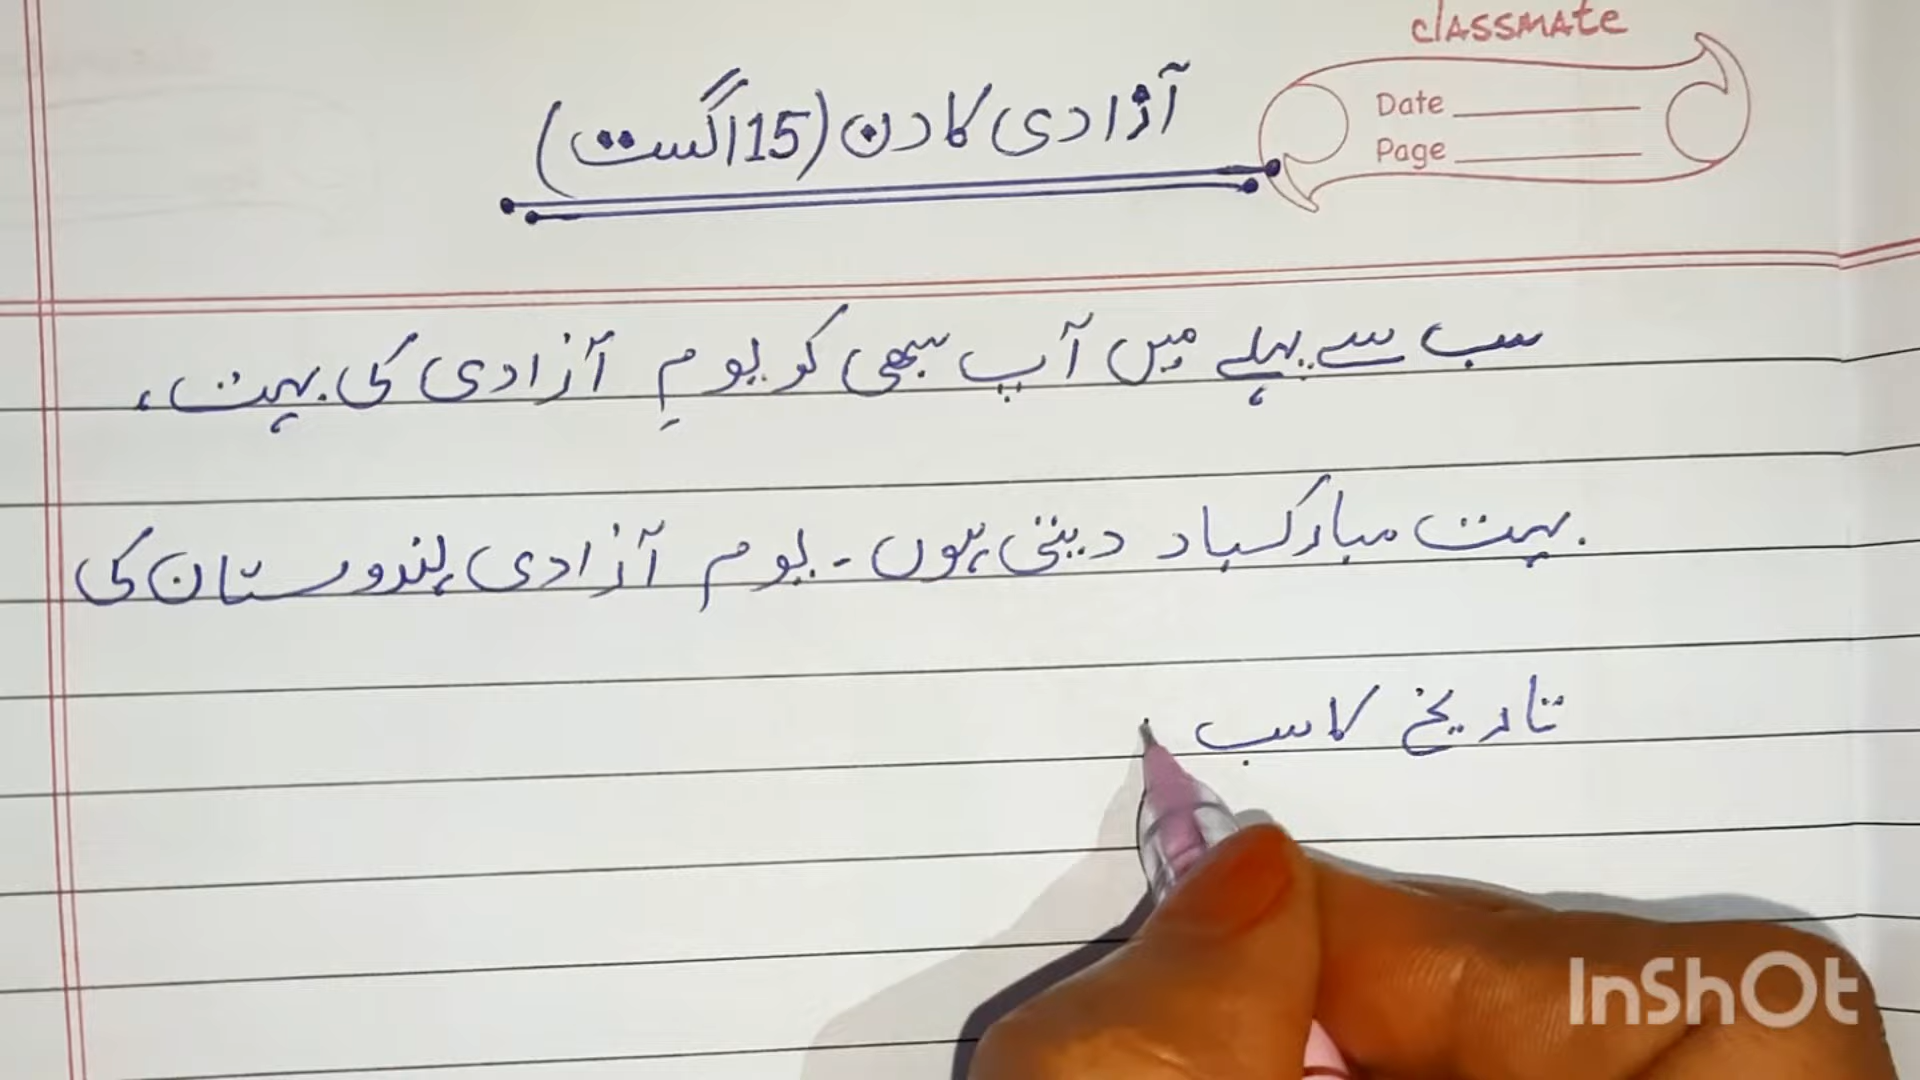 classmate
Date
Page
آزادی کا دن (15 اگست)
سب سے پہلے میں آپ سبھی کو یومِ آزادی کی بہت،
بہت مبارکباد دیتی ہوں۔ یوم آزادی ہندوستان کی
تاریخ کا سب
InShOt